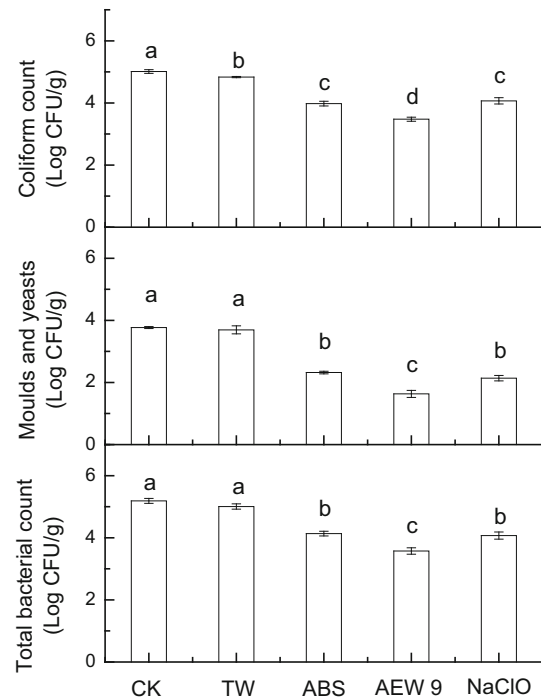 Coliform count
(Log CFU/g)
6
4
2
0
a
b
c
d
c
Moulds and yeasts
(Log CFU/g)
6
4
2
0
a
a
b
c
b
Total bacterial count
(Log CFU/g)
6
4
2
a
a
b
c
b
CK
TW
ABS
AEW 9
NaClO